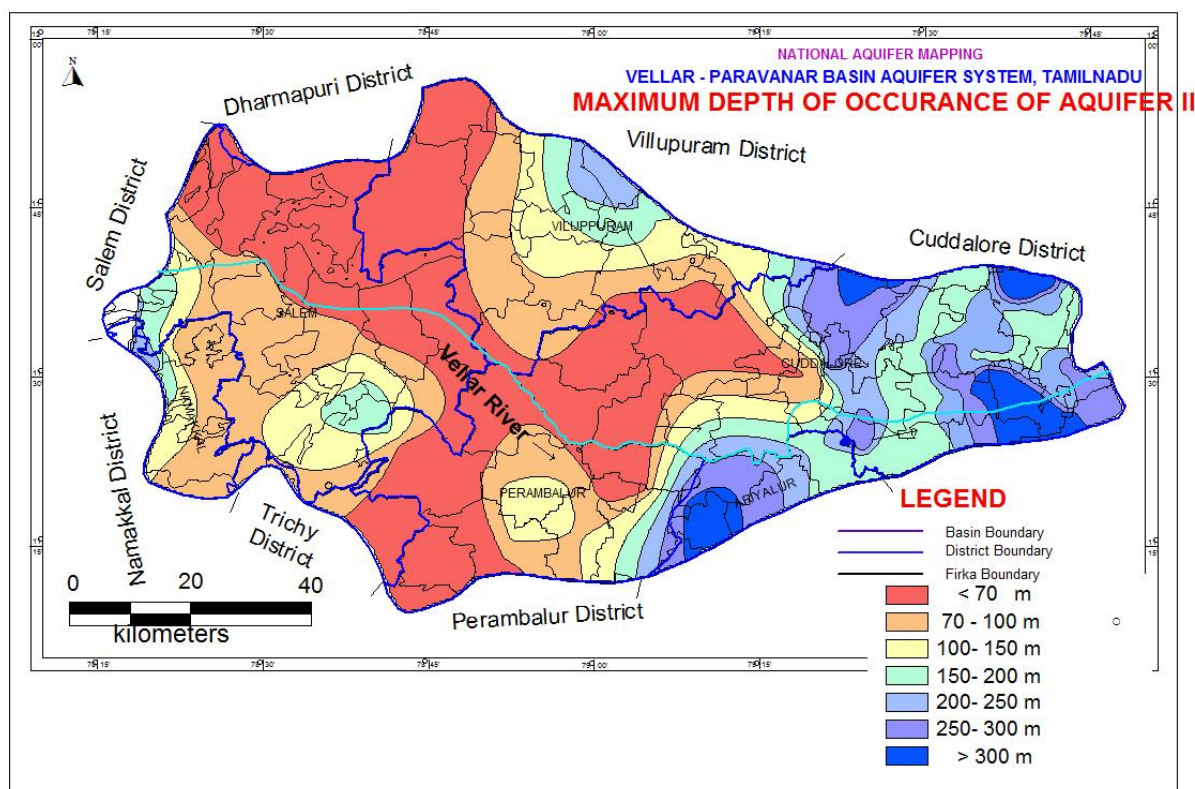 NATIONAL AQUIFER MAPPING
VELLAR - PARAVANAR BASIN AQUIFER SYSTEM, TAMILNADU
MAXIMUM DEPTH OF OCCURANCE OF AQUIFER II
N
Dharmapuri District
Villupuram District
Salem District
Cuddalore District
VILUPPURAM
SALEM
CUDDALORE
Vellar River
NAMAKKAL
Namakkal District
PERAMBALUR
ARIYALUR
Trichy
District
Perambalur District
0 20 40
kilometers
LEGEND
Basin Boundary
District Boundary
Firka Boundary
< 70 m
70 - 100 m
100- 150 m
150- 200 m
200- 250 m
250- 300 m
> 300 m